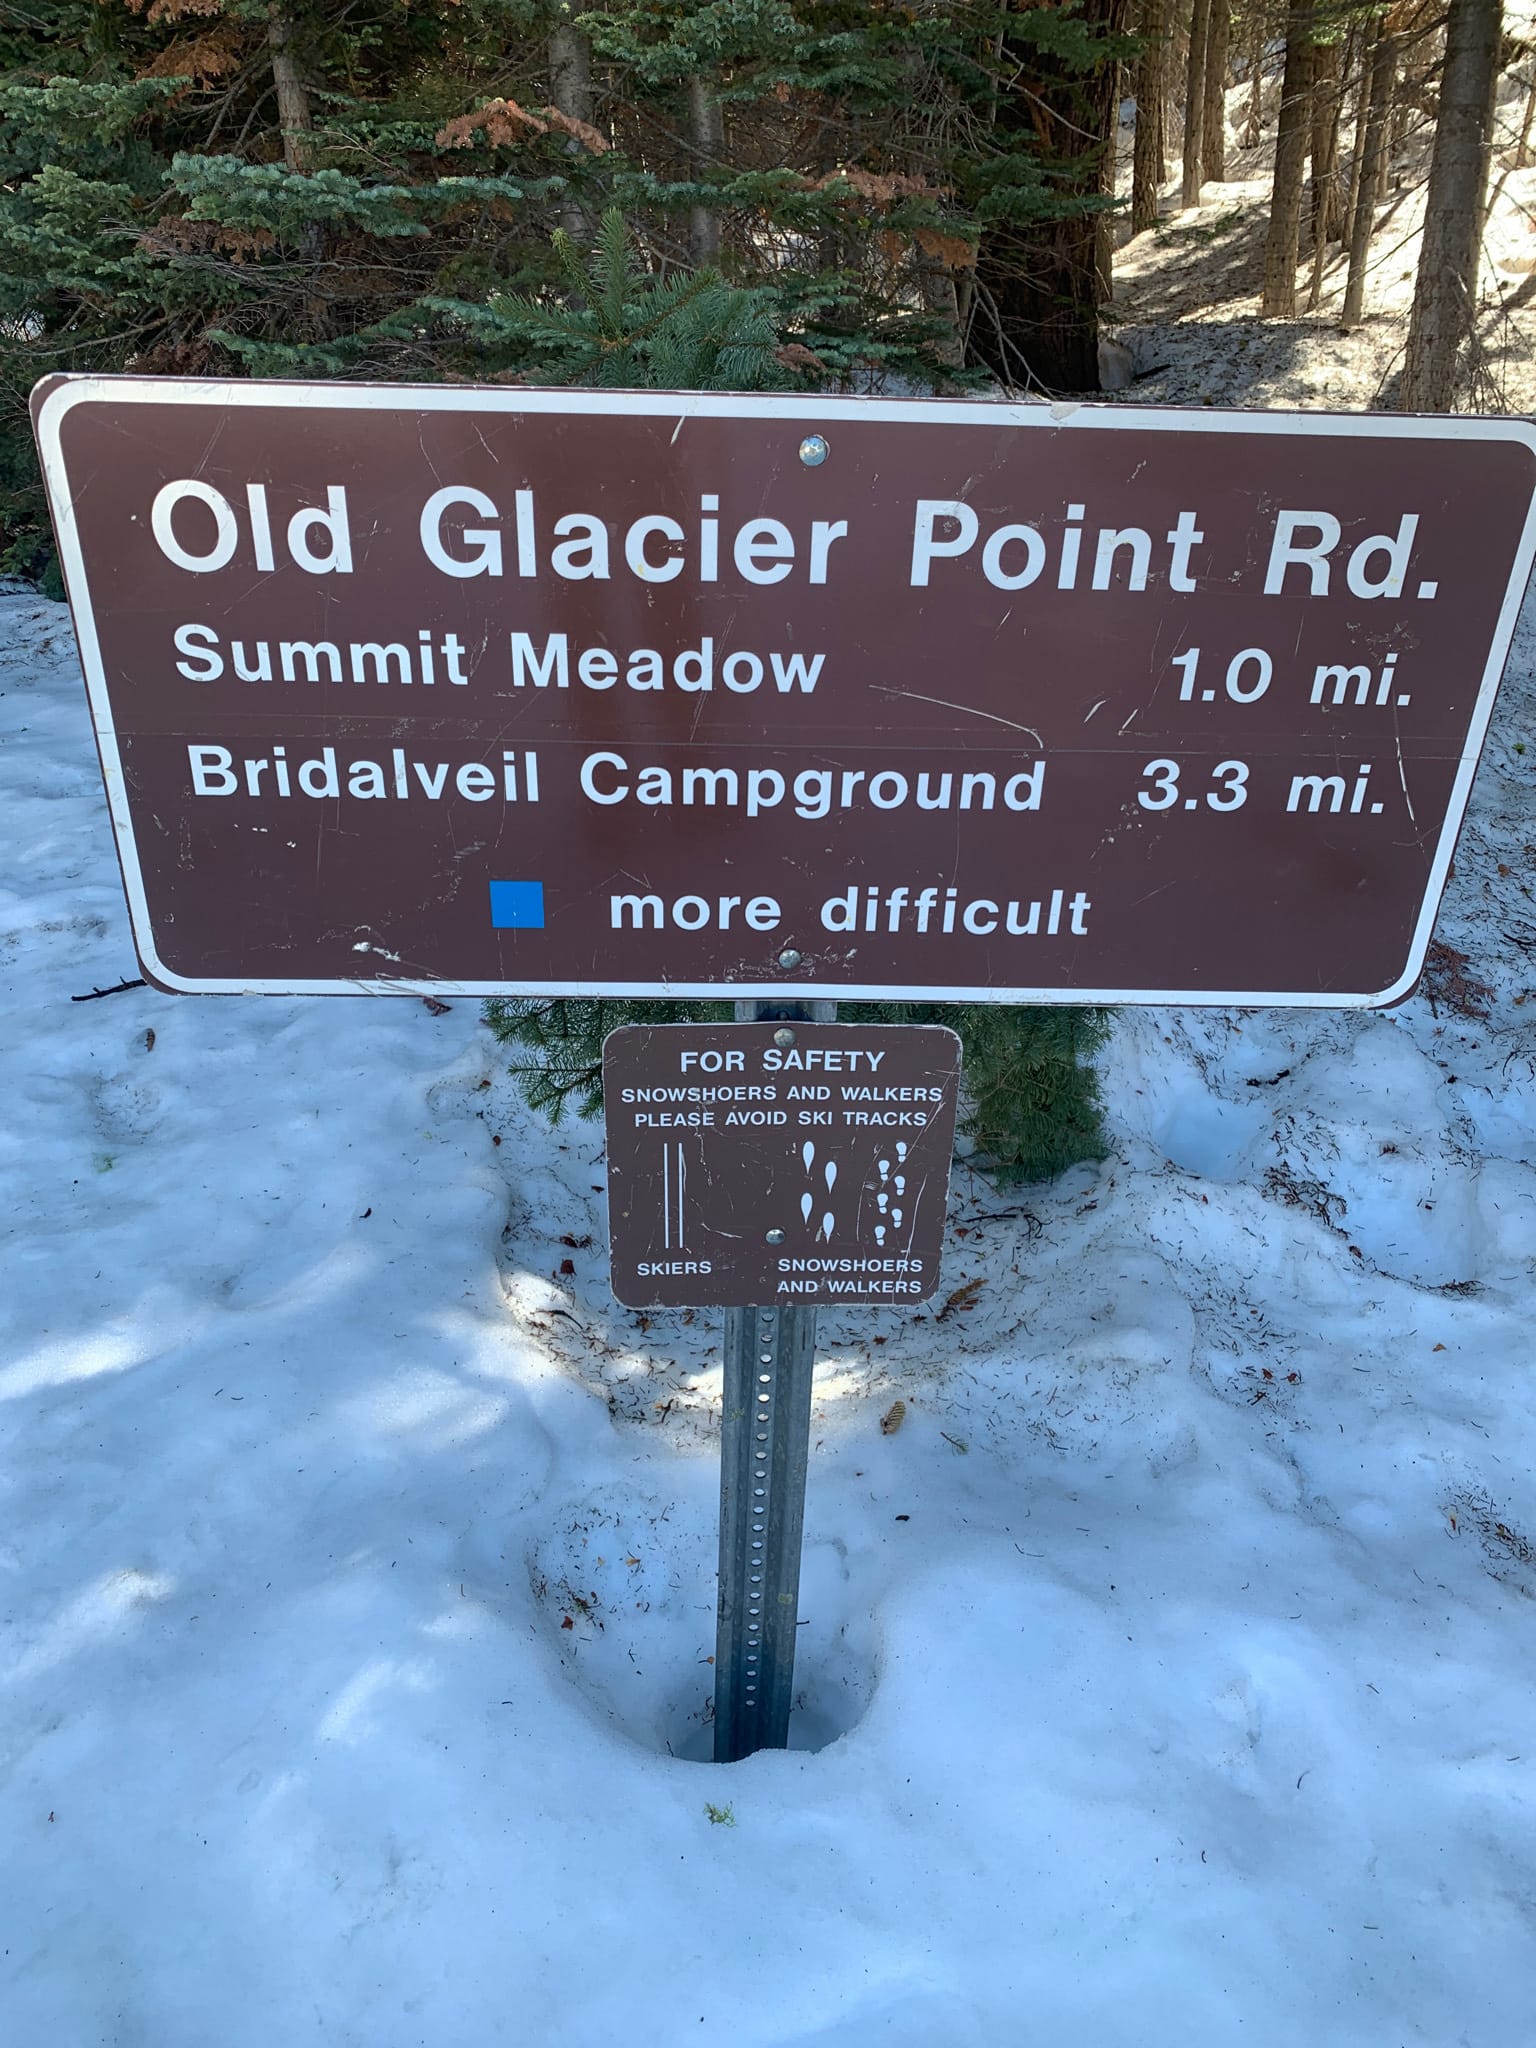 Old Glacier Point Rd.
Summit Meadow 1.0 mi.
Bridalveil Campground 3.3 mi.
more difficult
FOR SAFETY
SNOWSHOERS AND WALKERS
PLEASE AVOID SKI TRACKS
SKIERS
SNOWSHOERS
AND WALKERS